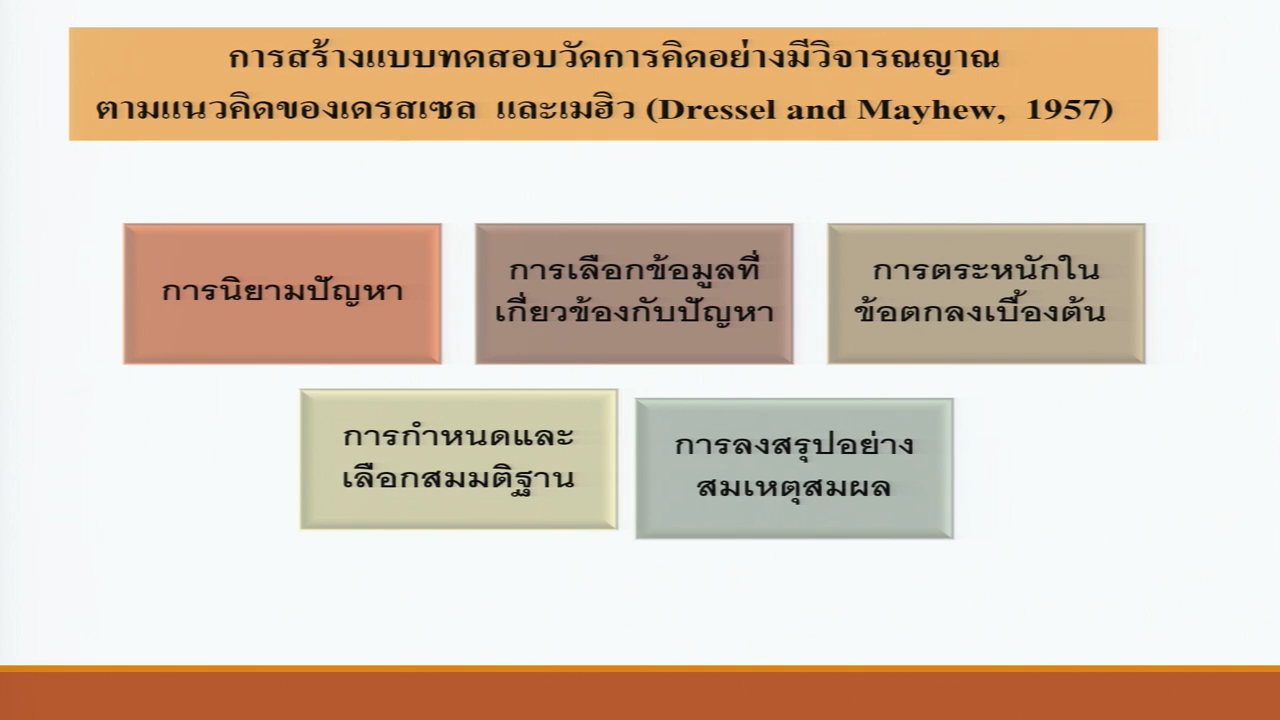 การสร้างแบบทดสอบวัดการคิดอย่างมีวิจารณญาณ
ตามแนวคิดของเดรสเซล และเมฮิว (Dressel and Mayhew, 1957)
การนิยามปัญหา
การเลือกข้อมูลที่
เกี่ยวข้องกับปัญหา
การตระหนักใน
ข้อตกลงเบื้องต้น
การกำหนดและ
เลือกสมมติฐาน
การลงสรุปอย่าง
สมเหตุสมผล